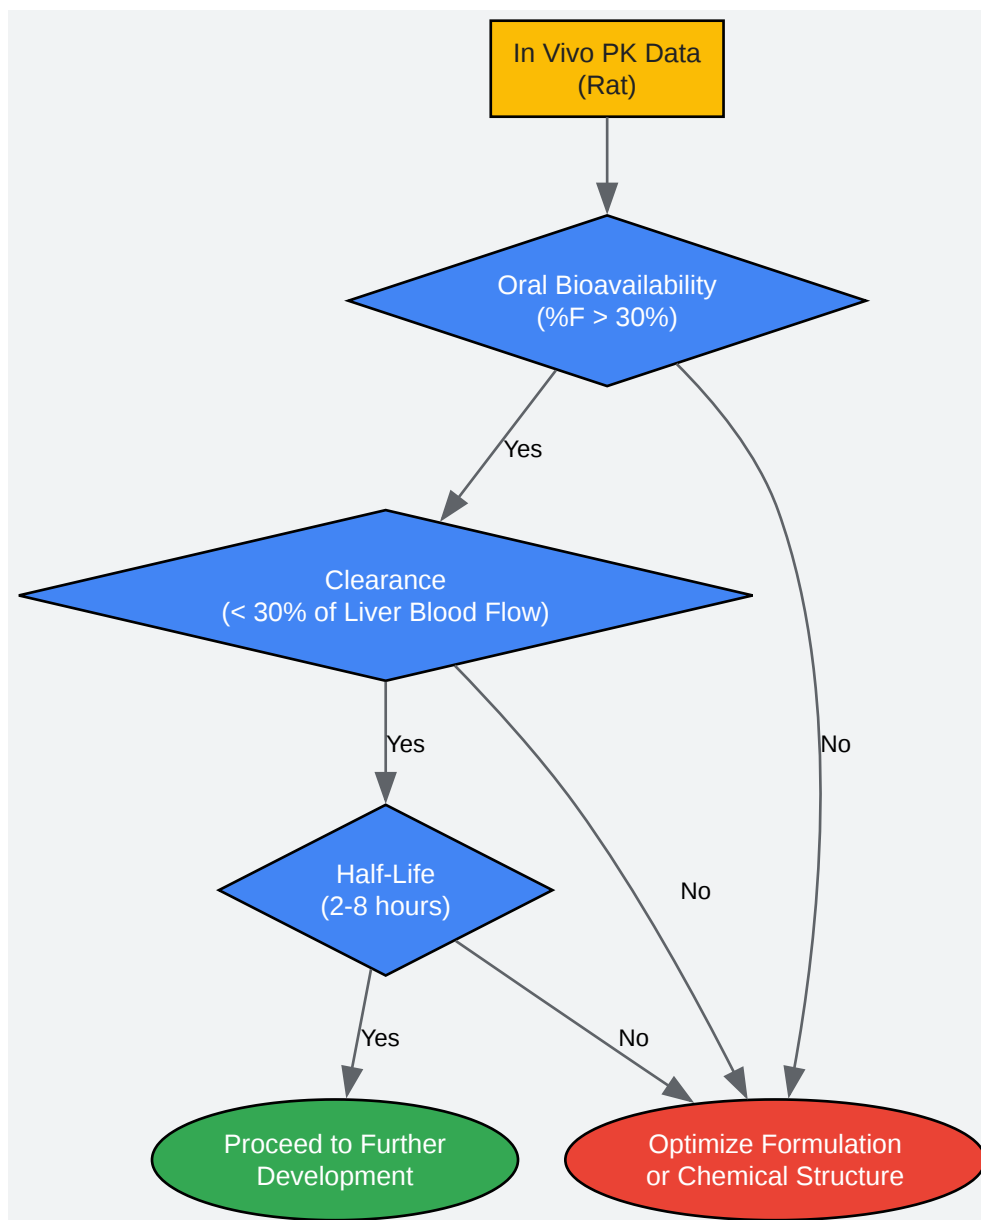 In Vivo PK Data
(Rat)
Oral Bioavailability
(%F > 30%)
Yes
Clearance
(< 30% of Liver Blood Flow)
Yes
No
Half-Life
(2-8 hours)
No
Yes
No
Proceed to Further
Development
Optimize Formulation
or Chemical Structure